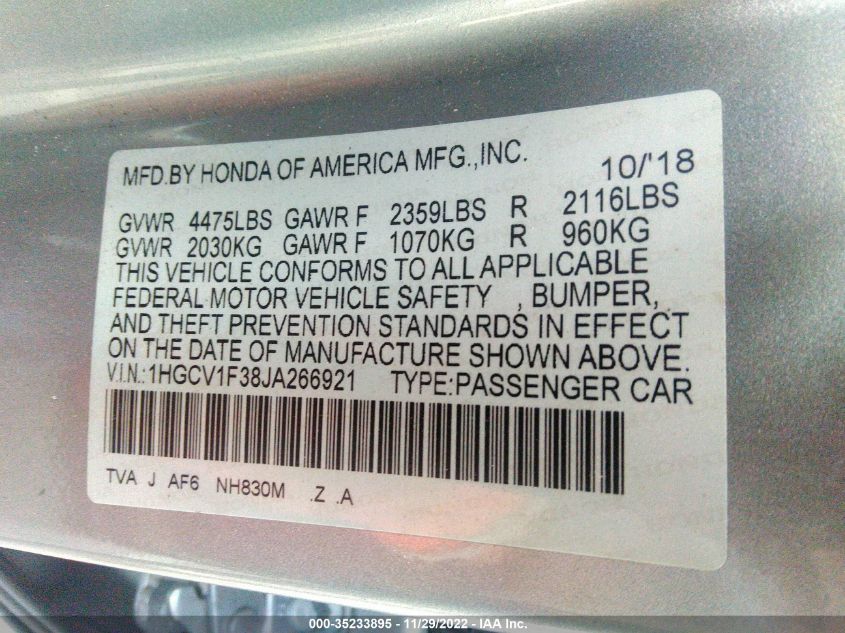 MFD.BY HONDA OF AMERICA MFG.,INC. 10/'18
GVWR 4475LBS GAWR F 2359LBS R 2116LBS
GVWR 2030KG GAWR F 1070KG R 960KG
THIS VEHICLE CONFORMS TO ALL APPLICABLE
FEDERAL MOTOR VEHICLE SAFETY , BUMPER,
AND THEFT PREVENTION STANDARDS IN EFFECT
ON THE DATE OF MANUFACTURE SHOWN ABOVE.
V.I.N.:1HGCV1F38JA266921 TYPE:PASSENGER CAR
TVA J AF6 NH830M .Z .A
000-35233895 - 11/29/2022 - IAA Inc.